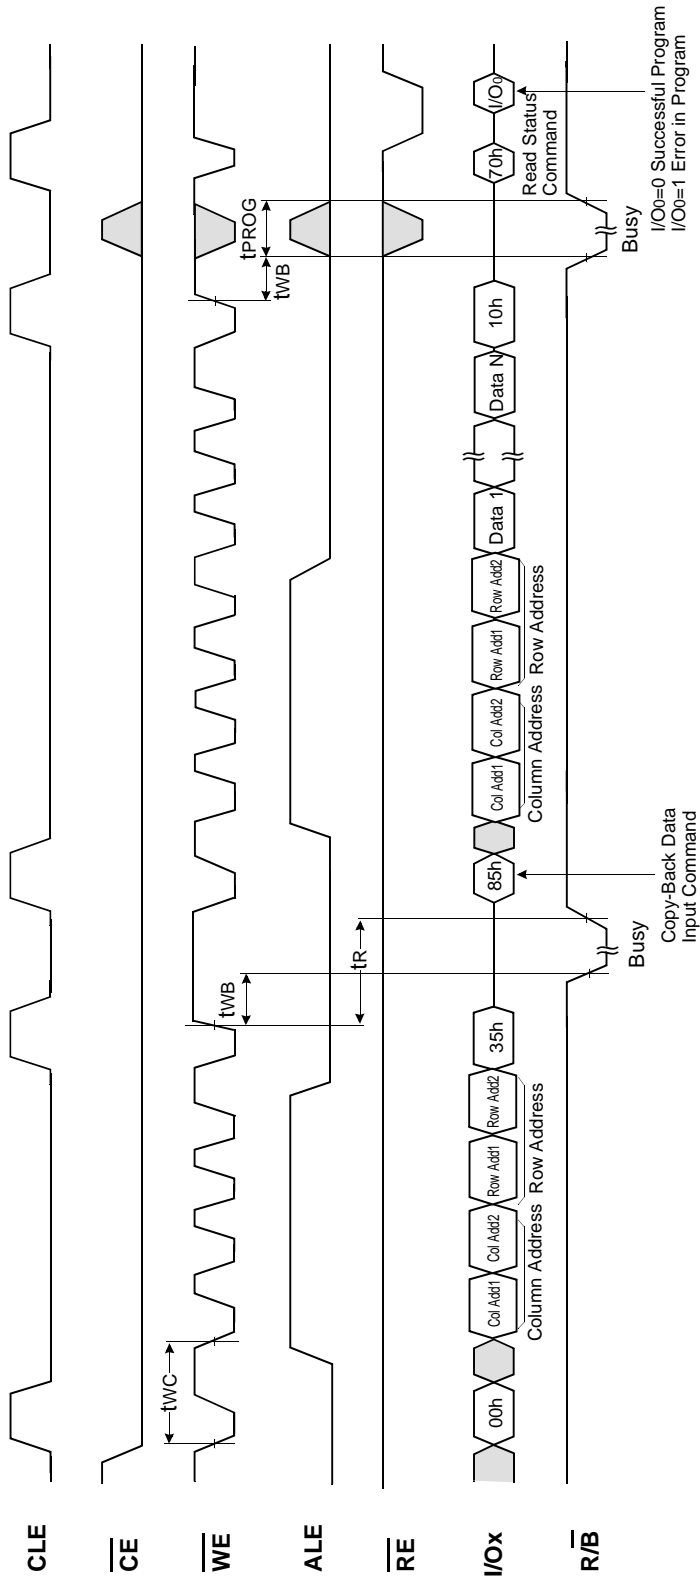 CLE
CE
WE
ALE
RE
I/Ox
R/B
tWC
tWB
tWB
tPROG
tR
00h
Col Add1
Col Add2
Row Add1
Row Add2
35h
85h
Col Add1
Col Add2
Row Add1
Row Add2
Data 1
Data N
10h
70h
I/O0
Column Address
Row Address
Column Address
Row Address
Read Status
Command
Busy
Busy
Copy-Back Data
Input Command
I/O0=0 Successful Program
I/O0=1 Error in Program